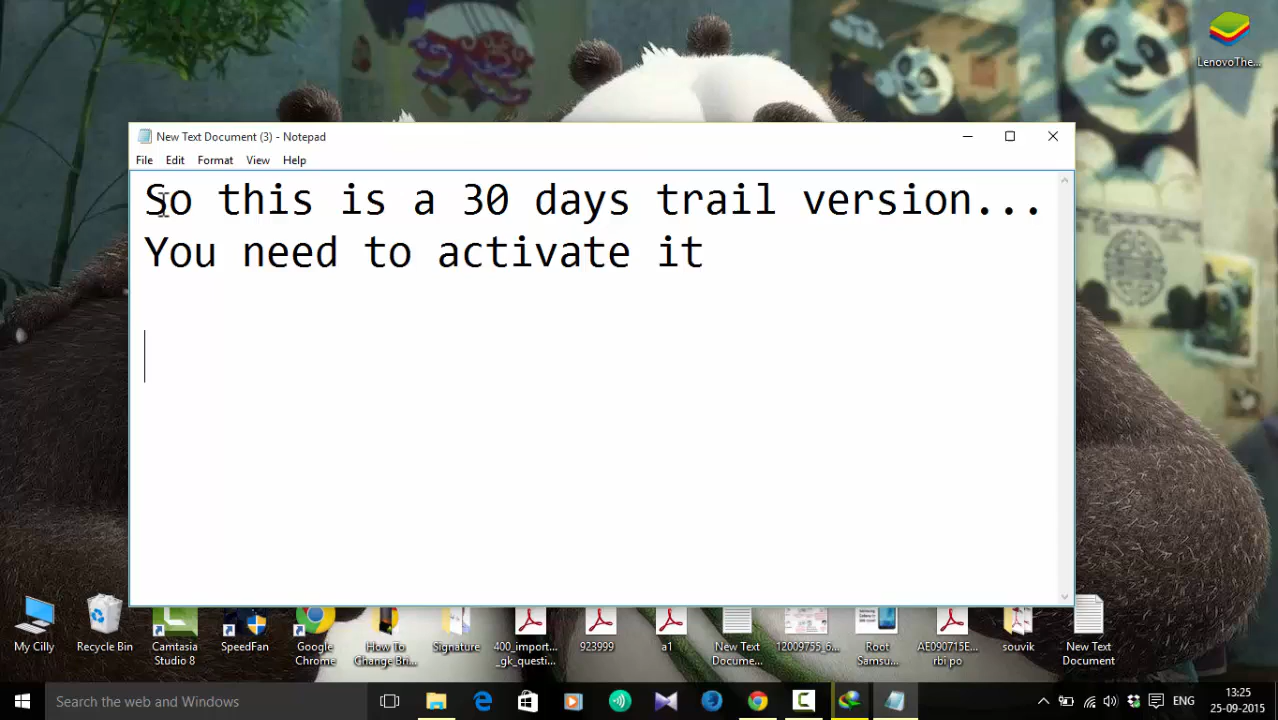 LenovoThe...
New Text Document (3) - Notepad
File Edit Format View Help
So this is a 30 days trail version...
You need to activate it
My Cilly
Recycle Bin
Camtasia
Studio 8
SpeedFan
Google
Chrome
How To
Change Bri...
Signature
400_import...
_gk_questi...
923999
a1
New Text
Docume...
12009755_6...
Root
Samsu...
AE090715E...
rbi po
souvik
New Text
Document
Search the web and Windows
ENG
13:25
25-09-2015